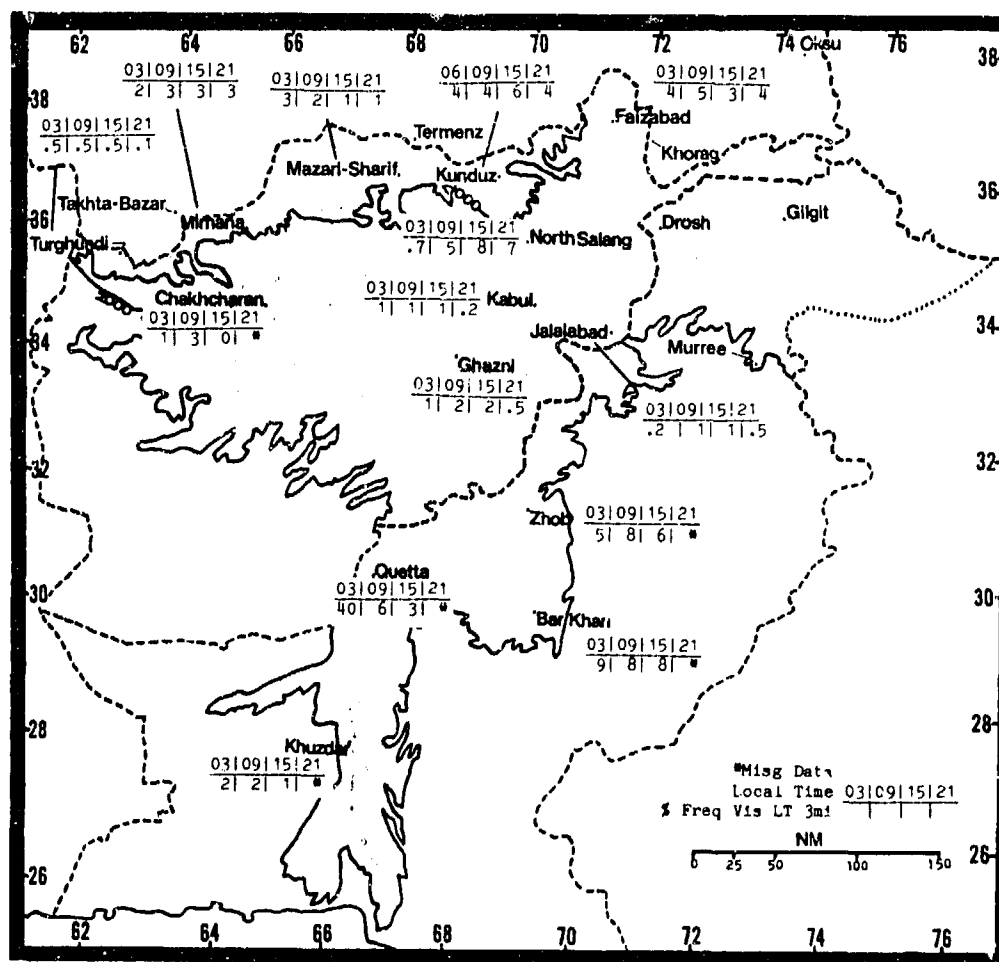 62 64 66 68 70 72 74 76
Oksu
38 38
03|09|15|21
2| 3| 3| 3
03|09|15|21
3| 2| 1| 1
06|09|15|21
4| 4| 6| 4
03|09|15|21
4| 5| 3| 4
03|09|15|21
.5|.5|.5|.1
Termenz
.Faizabad
Khorog
Mazari-Sharif.
Kunduz.
36
36
Takhta-Bazar
Mimana
Drosh
Gilgit
Turghundi
03|09|15|21
.7| 5| 8| 7
.North Salang
Chakhcharan.
03|09|15|21
1| 3| 0| *
03|09|15|21
1| 1| 1|.2
Kabul.
34
34
Jalalabad
Murree
Ghazni
03|09|15|21
1| 2| 2|.5
03|09|15|21
.2 | 1| 1|.5
32
32
Zhob
03|09|15|21
5| 8| 6| *
Quetta
03|09|15|21
40| 6| 3| *
30
30
Bar Khan
03|09|15|21
9| 8| 8| *
28
28
Khuzdar
03|09|15|21
2| 2| 1| *
*Misg Data
Local Time 03|09|15|21
% Freq Vis LT 3mi
NM
0 25 50 100 150
26
26
62 64 66 68 70 72 74 76